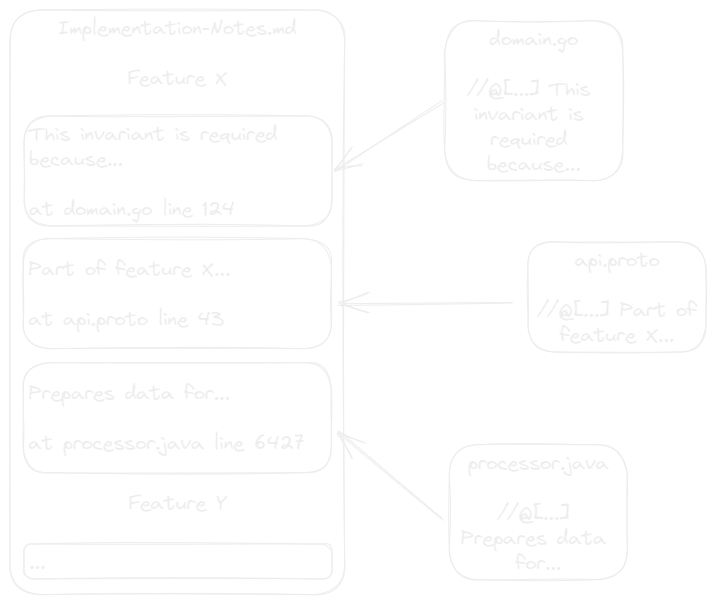 Implementation-Notes.md
Feature X
This invariant is required
because...
at domain.go line 124
Part of feature X...
at api.proto line 43
Prepares data for...
at processor.java line 6427
Feature Y
...
domain.go
//@[...] This
invariant is
required
because...
api.proto
//@[...] Part of
feature X...
processor.java
//@[...]
Prepares data
for...